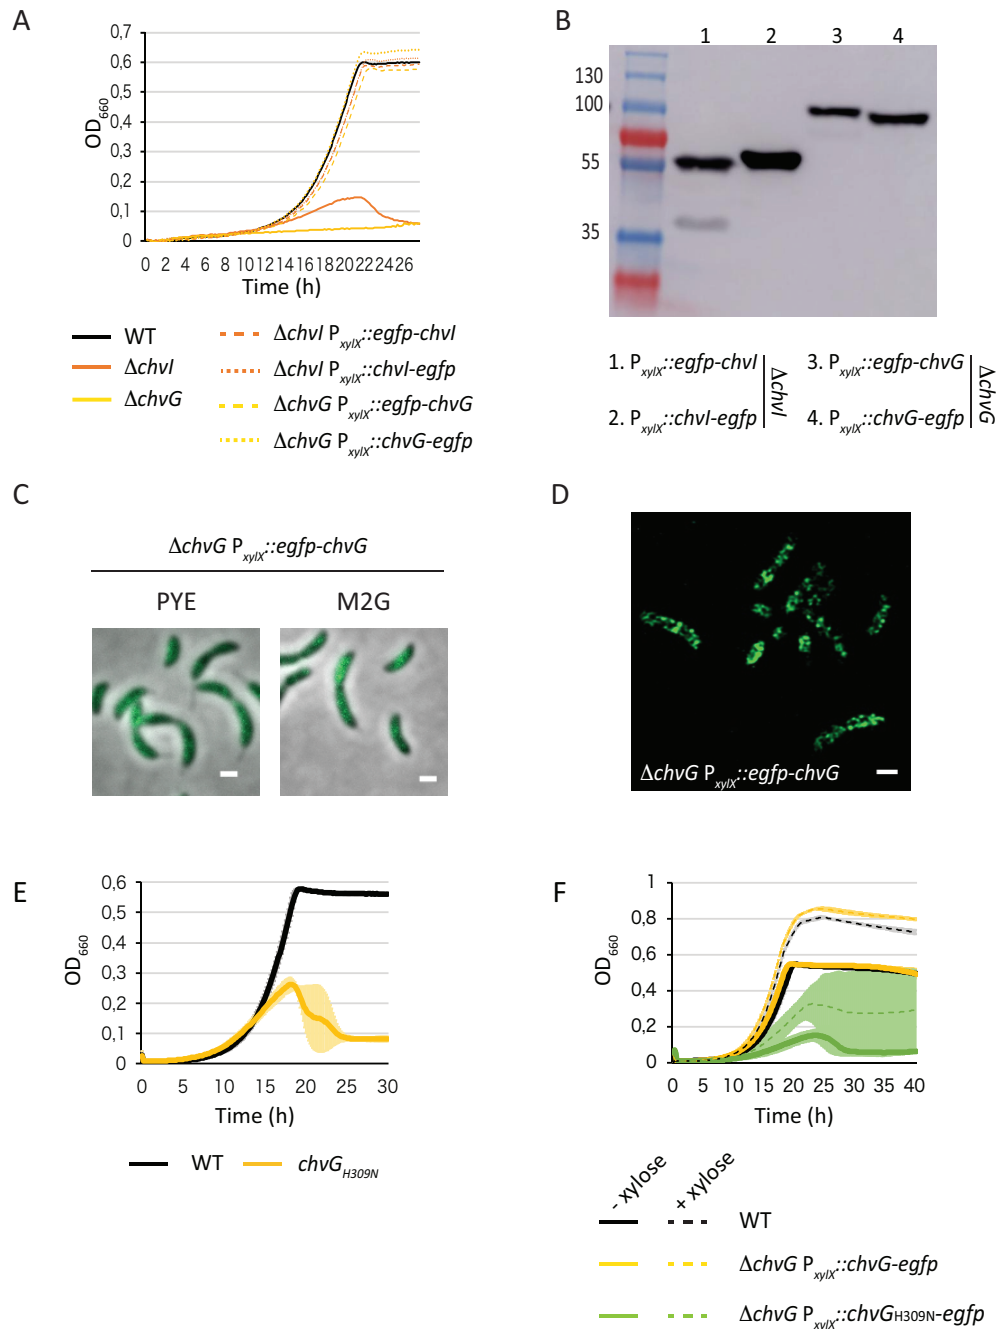 A
0,7
0,6
0,5
0,4
0,3
0,2
0,1
0
OD660
0 2 4 6 8 10 12 14 16 18 20 22 24 26
Time (h)
WT
ΔchvI
ΔchvG
ΔchvI PxylX::egfp-chvI
ΔchvI PxylX::chvI-egfp
ΔchvG PxylX::egfp-chvG
ΔchvG PxylX::chvG-egfp
B
1 2 3 4
130
100
55
35
1. PxylX::egfp-chvI
2. PxylX::chvI-egfp
ΔchvI
3. PxylX::egfp-chvG
4. PxylX::chvG-egfp
ΔchvG
C
ΔchvG PxylX::egfp-chvG
PYE M2G
D
ΔchvG PxylX::egfp-chvG
E
0,6
0,5
0,4
0,3
0,2
0,1
0
OD660
0 5 10 15 20 25 30
Time (h)
WT chvGH309N
F
1
0,8
0,6
0,4
0,2
0
OD660
0 5 10 15 20 25 30 35 40
Time (h)
- xylose + xylose
WT
ΔchvG PxylX::chvG-egfp
ΔchvG PxylX::chvGH309N-egfp